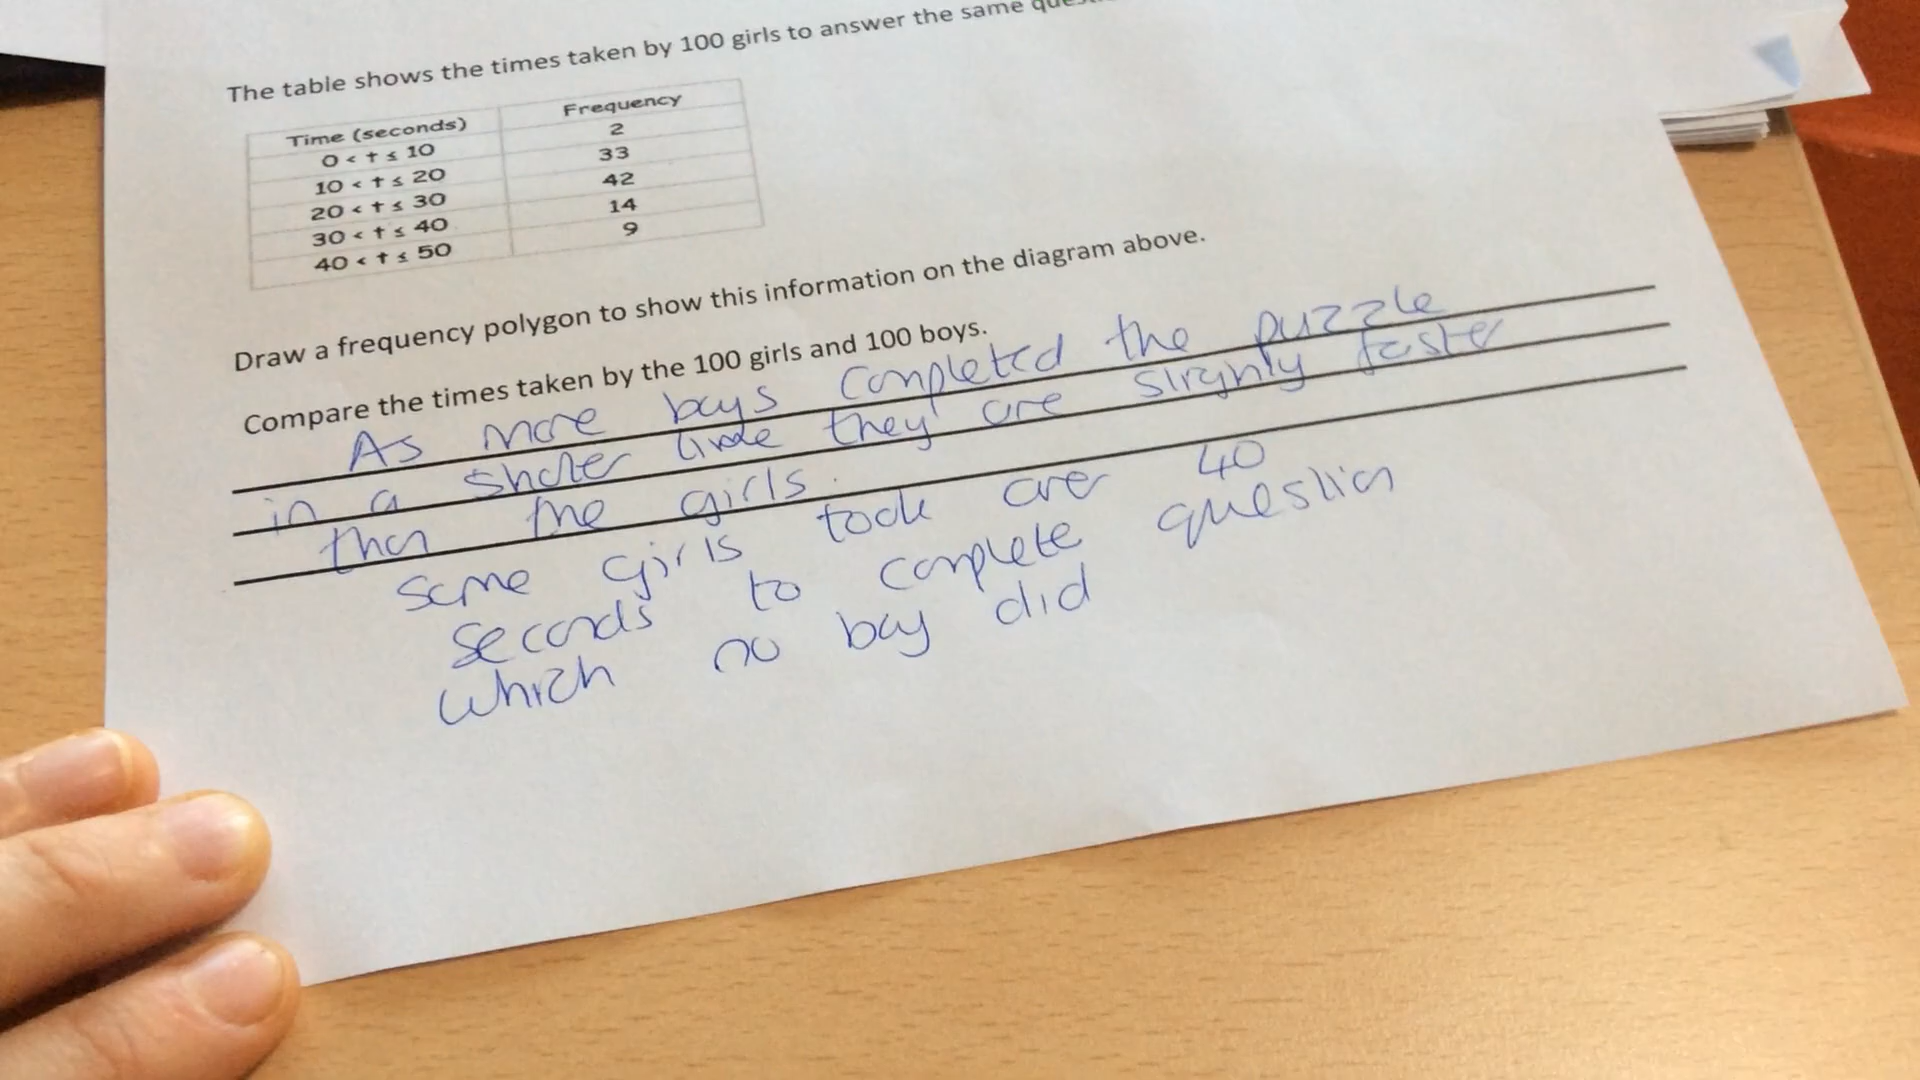 The table shows the times taken by 100 girls to answer the same
Time (seconds) Frequency
0 < t ≤ 10 2
10 < t ≤ 20 33
20 < t ≤ 30 42
30 < t ≤ 40 14
40 < t ≤ 50 9
Draw a frequency polygon to show this information on the diagram above.
Compare the times taken by the 100 girls and 100 boys.
As more boys completed the puzzle
in a shorter time they are slightly faster
than the girls.
Some girls took over 40
seconds to complete question
which no boy did